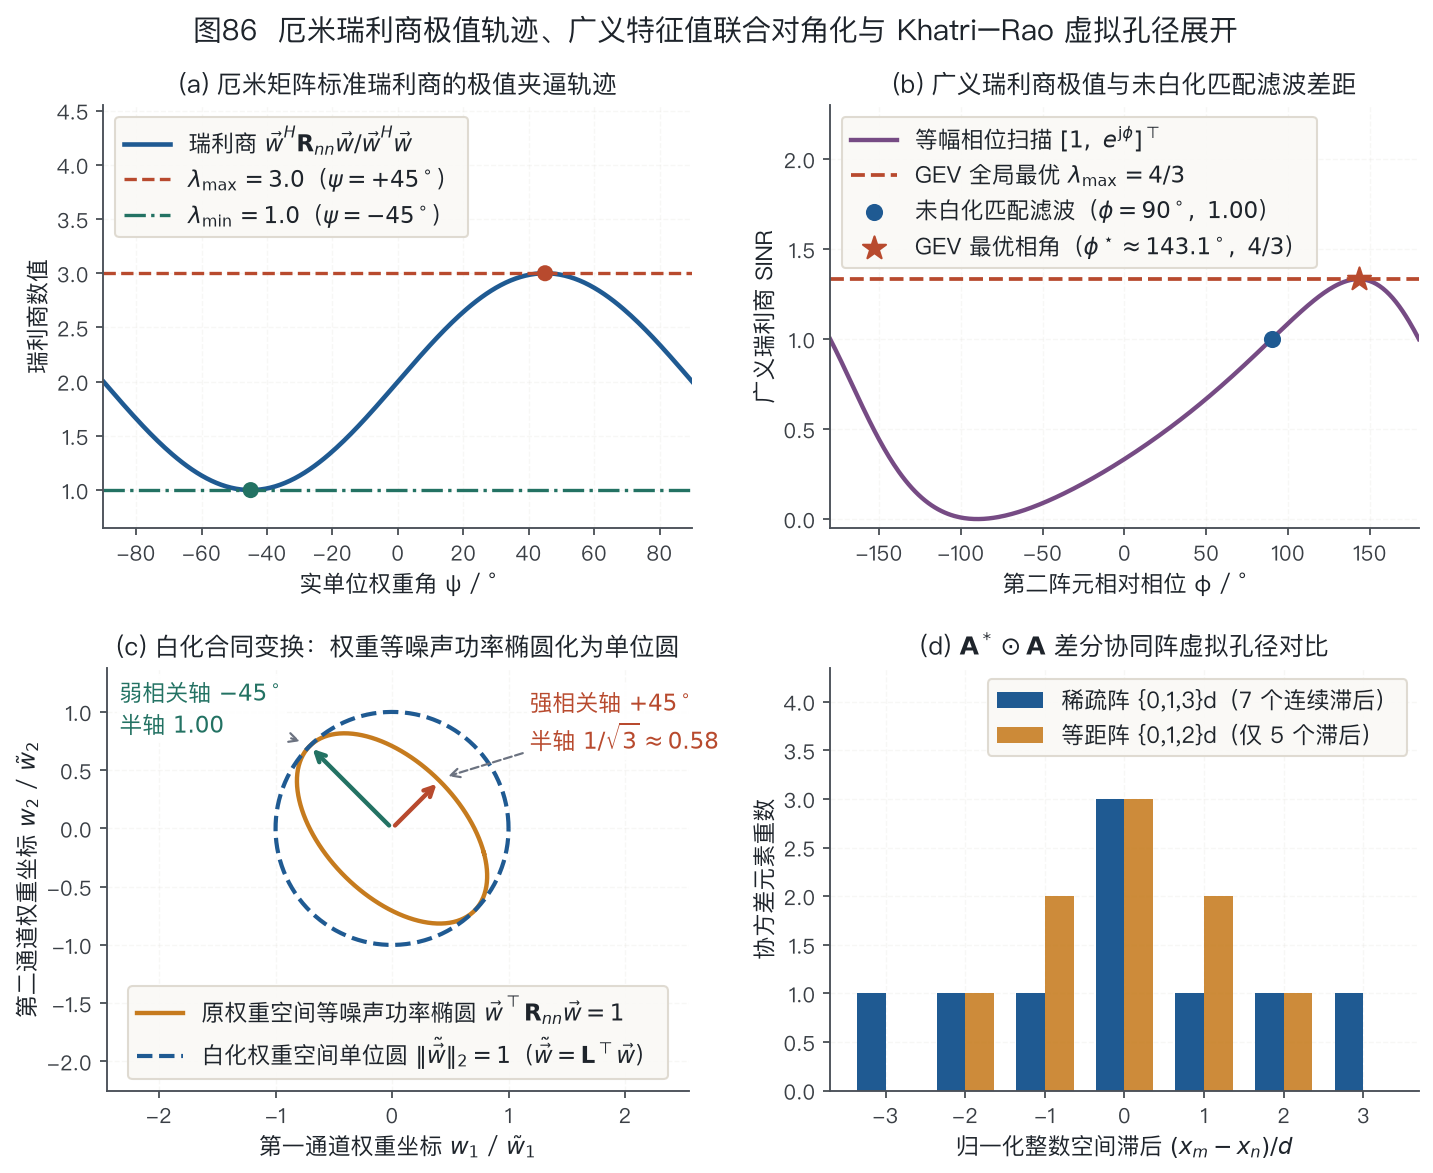 图86 厄米瑞利商极值轨迹、广义特征值联合对角化与 Khatri−Rao 虚拟孔径展开
(a) 厄米矩阵标准瑞利商的极值夹逼轨迹
瑞利商 w⃗ᴴR_nn w⃗/w⃗ᴴw⃗
λ_max = 3.0 (ψ = +45°)
λ_min = 1.0 (ψ = −45°)
瑞利商数值
4.5
4.0
3.5
3.0
2.5
2.0
1.5
1.0
−80 −60 −40 −20 0 20 40 60 80
实单位权重角 ψ / °
(b) 广义瑞利商极值与未白化匹配滤波差距
等幅相位扫描 [1, e^{jϕ}]^⊤
GEV 全局最优 λ_max = 4/3
未白化匹配滤波 (ϕ = 90°, 1.00)
GEV 最优相角 (ϕ⋆ ≈ 143.1°, 4/3)
广义瑞利商 SINR
2.0
1.5
1.0
0.5
0.0
−150 −100 −50 0 50 100 150
第二阵元相对相位 ϕ / °
(c) 白化合同变换：权重等噪声功率椭圆化为单位圆
弱相关轴 −45°
半轴 1.00
强相关轴 +45°
半轴 1/√3 ≈ 0.58
第二通道权重坐标 w₂ / w̃₂
1.0
0.5
0.0
−0.5
−1.0
−1.5
−2.0
原权重空间等噪声功率椭圆 w⃗^⊤R_nn w⃗ = 1
白化权重空间单位圆 ‖w⃗̃‖₂ = 1 (w⃗̃ = L^⊤w⃗)
−2 −1 0 1 2
第一通道权重坐标 w₁ / w̃₁
(d) A* ⊙ A 差分协同阵虚拟孔径对比
稀疏阵 {0,1,3}d (7 个连续滞后)
等距阵 {0,1,2}d (仅 5 个滞后)
协方差元素重数
4.0
3.5
3.0
2.5
2.0
1.5
1.0
0.5
0.0
−3 −2 −1 0 1 2 3
归一化整数空间滞后 (x_m − x_n)/d